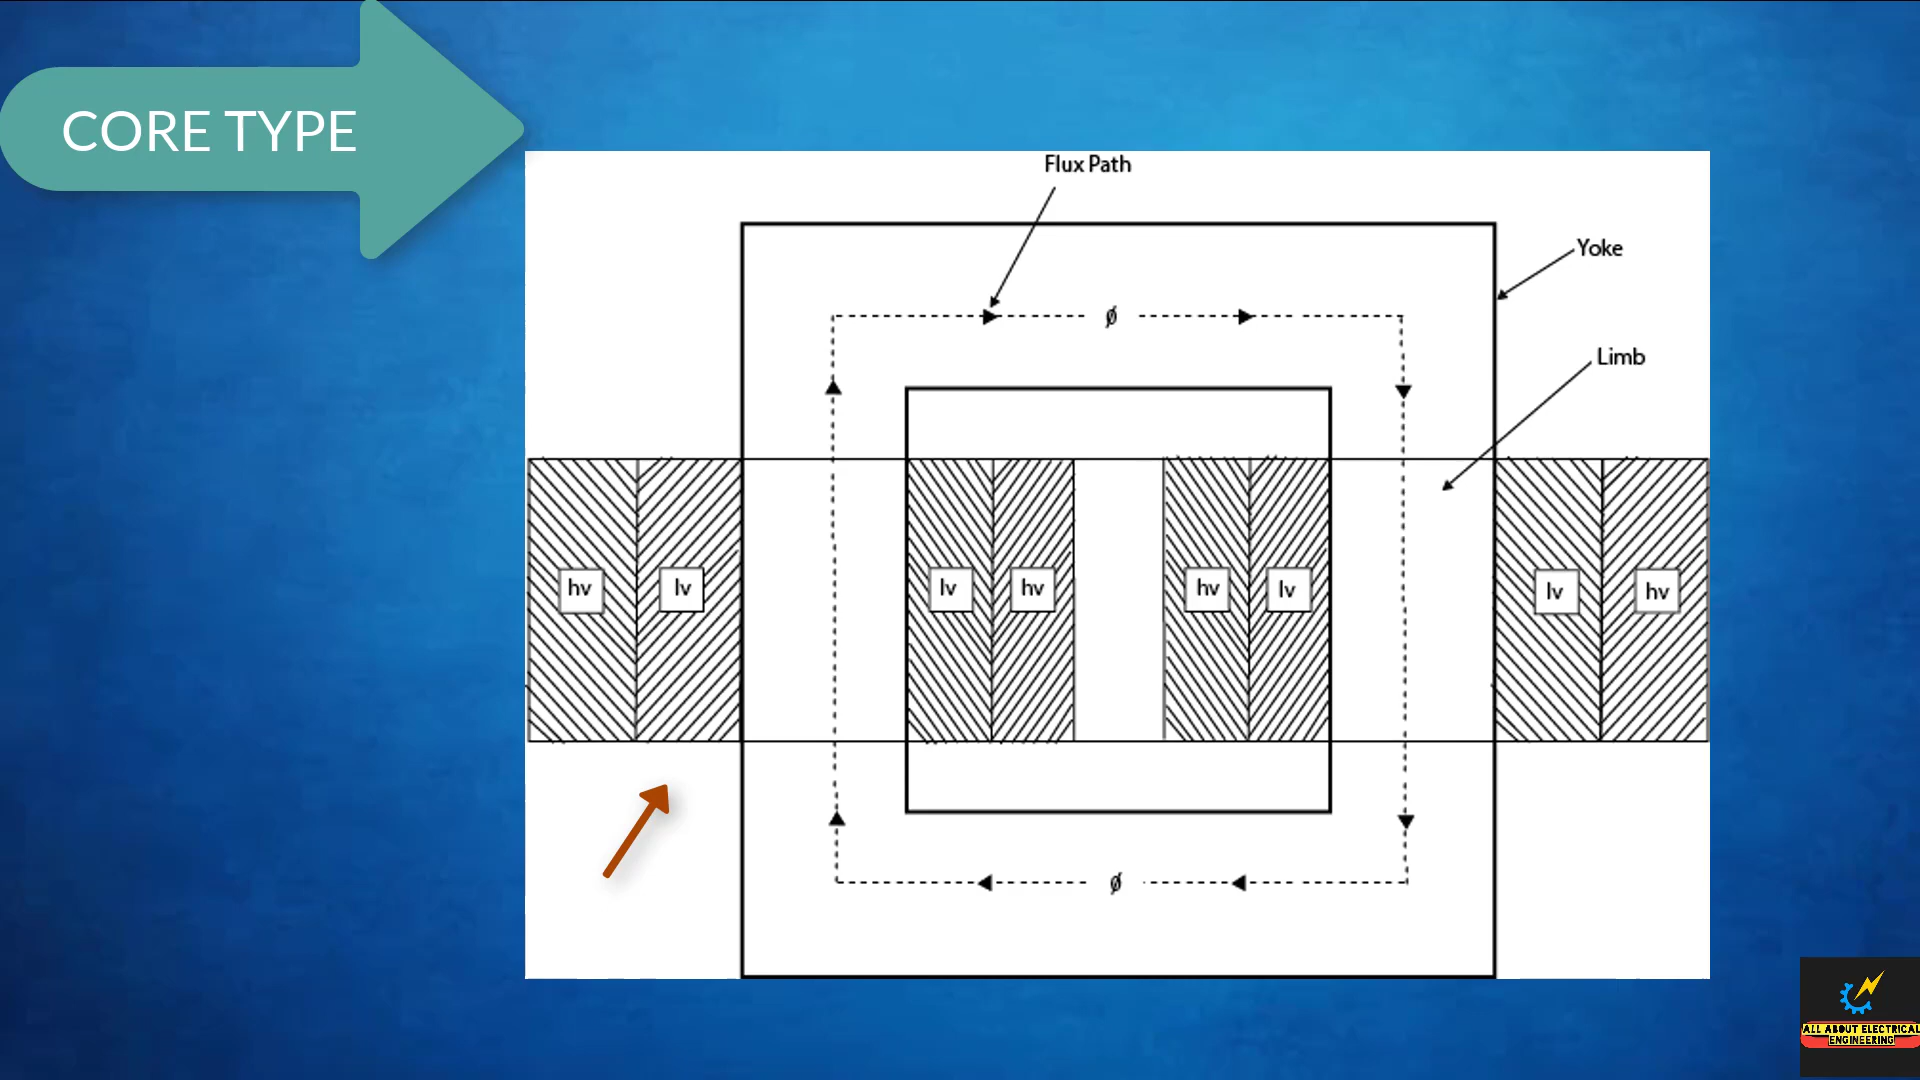 CORE TYPE
Flux Path
Yoke
ø
Limb
hv
lv
lv
hv
hv
lv
lv
hv
ø
ALL ABOUT ELECTRICAL
ENGINEERING